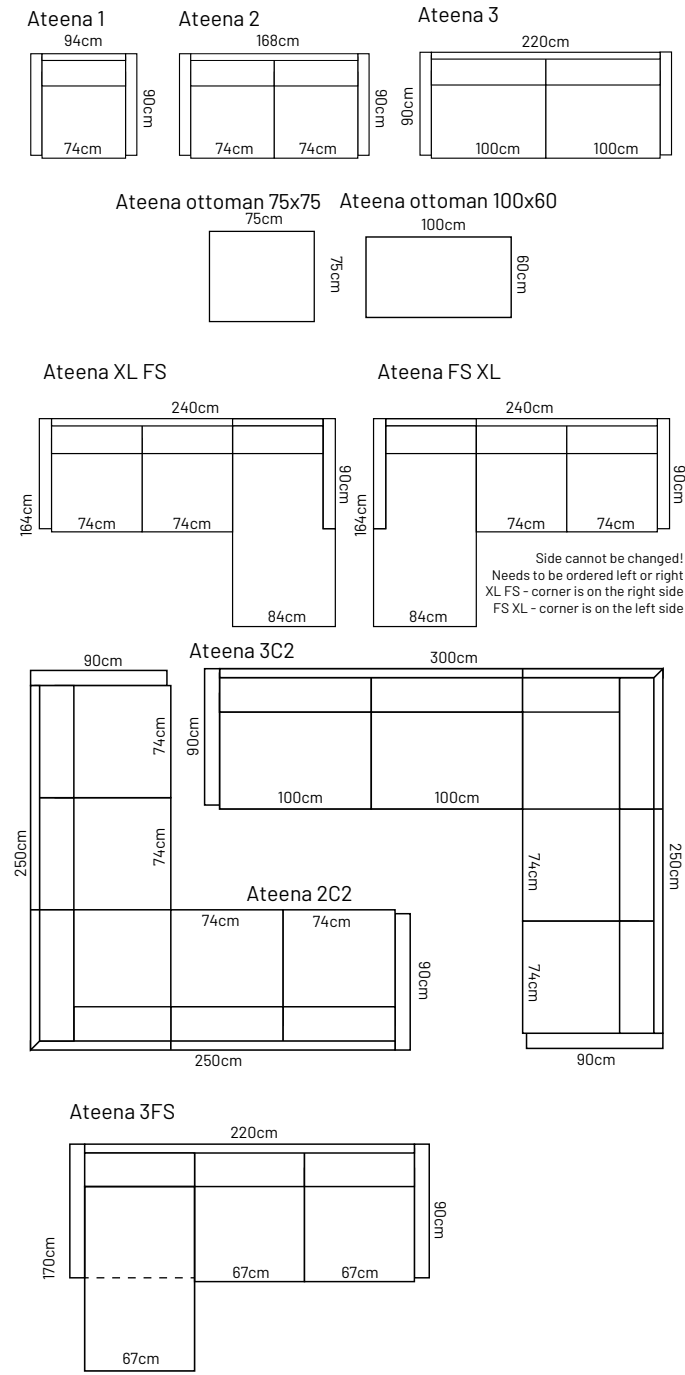 Ateena 1
94cm
90cm
74cm
Ateena 2
168cm
90cm
74cm
74cm
Ateena 3
220cm
90cm
100cm
100cm
Ateena ottoman 75x75
75cm
75cm
Ateena ottoman 100x60
100cm
60cm
Ateena XL FS
240cm
90cm
164cm
74cm
74cm
84cm
Ateena FS XL
240cm
90cm
164cm
74cm
74cm
84cm
Side cannot be changed!
Needs to be ordered left or right
XL FS - corner is on the right side
FS XL - corner is on the left side
Ateena 3C2
300cm
90cm
100cm
100cm
74cm
250cm
74cm
90cm
90cm
74cm
74cm
250cm
Ateena 2C2
74cm
74cm
90cm
250cm
Ateena 3FS
220cm
90cm
170cm
67cm
67cm
67cm